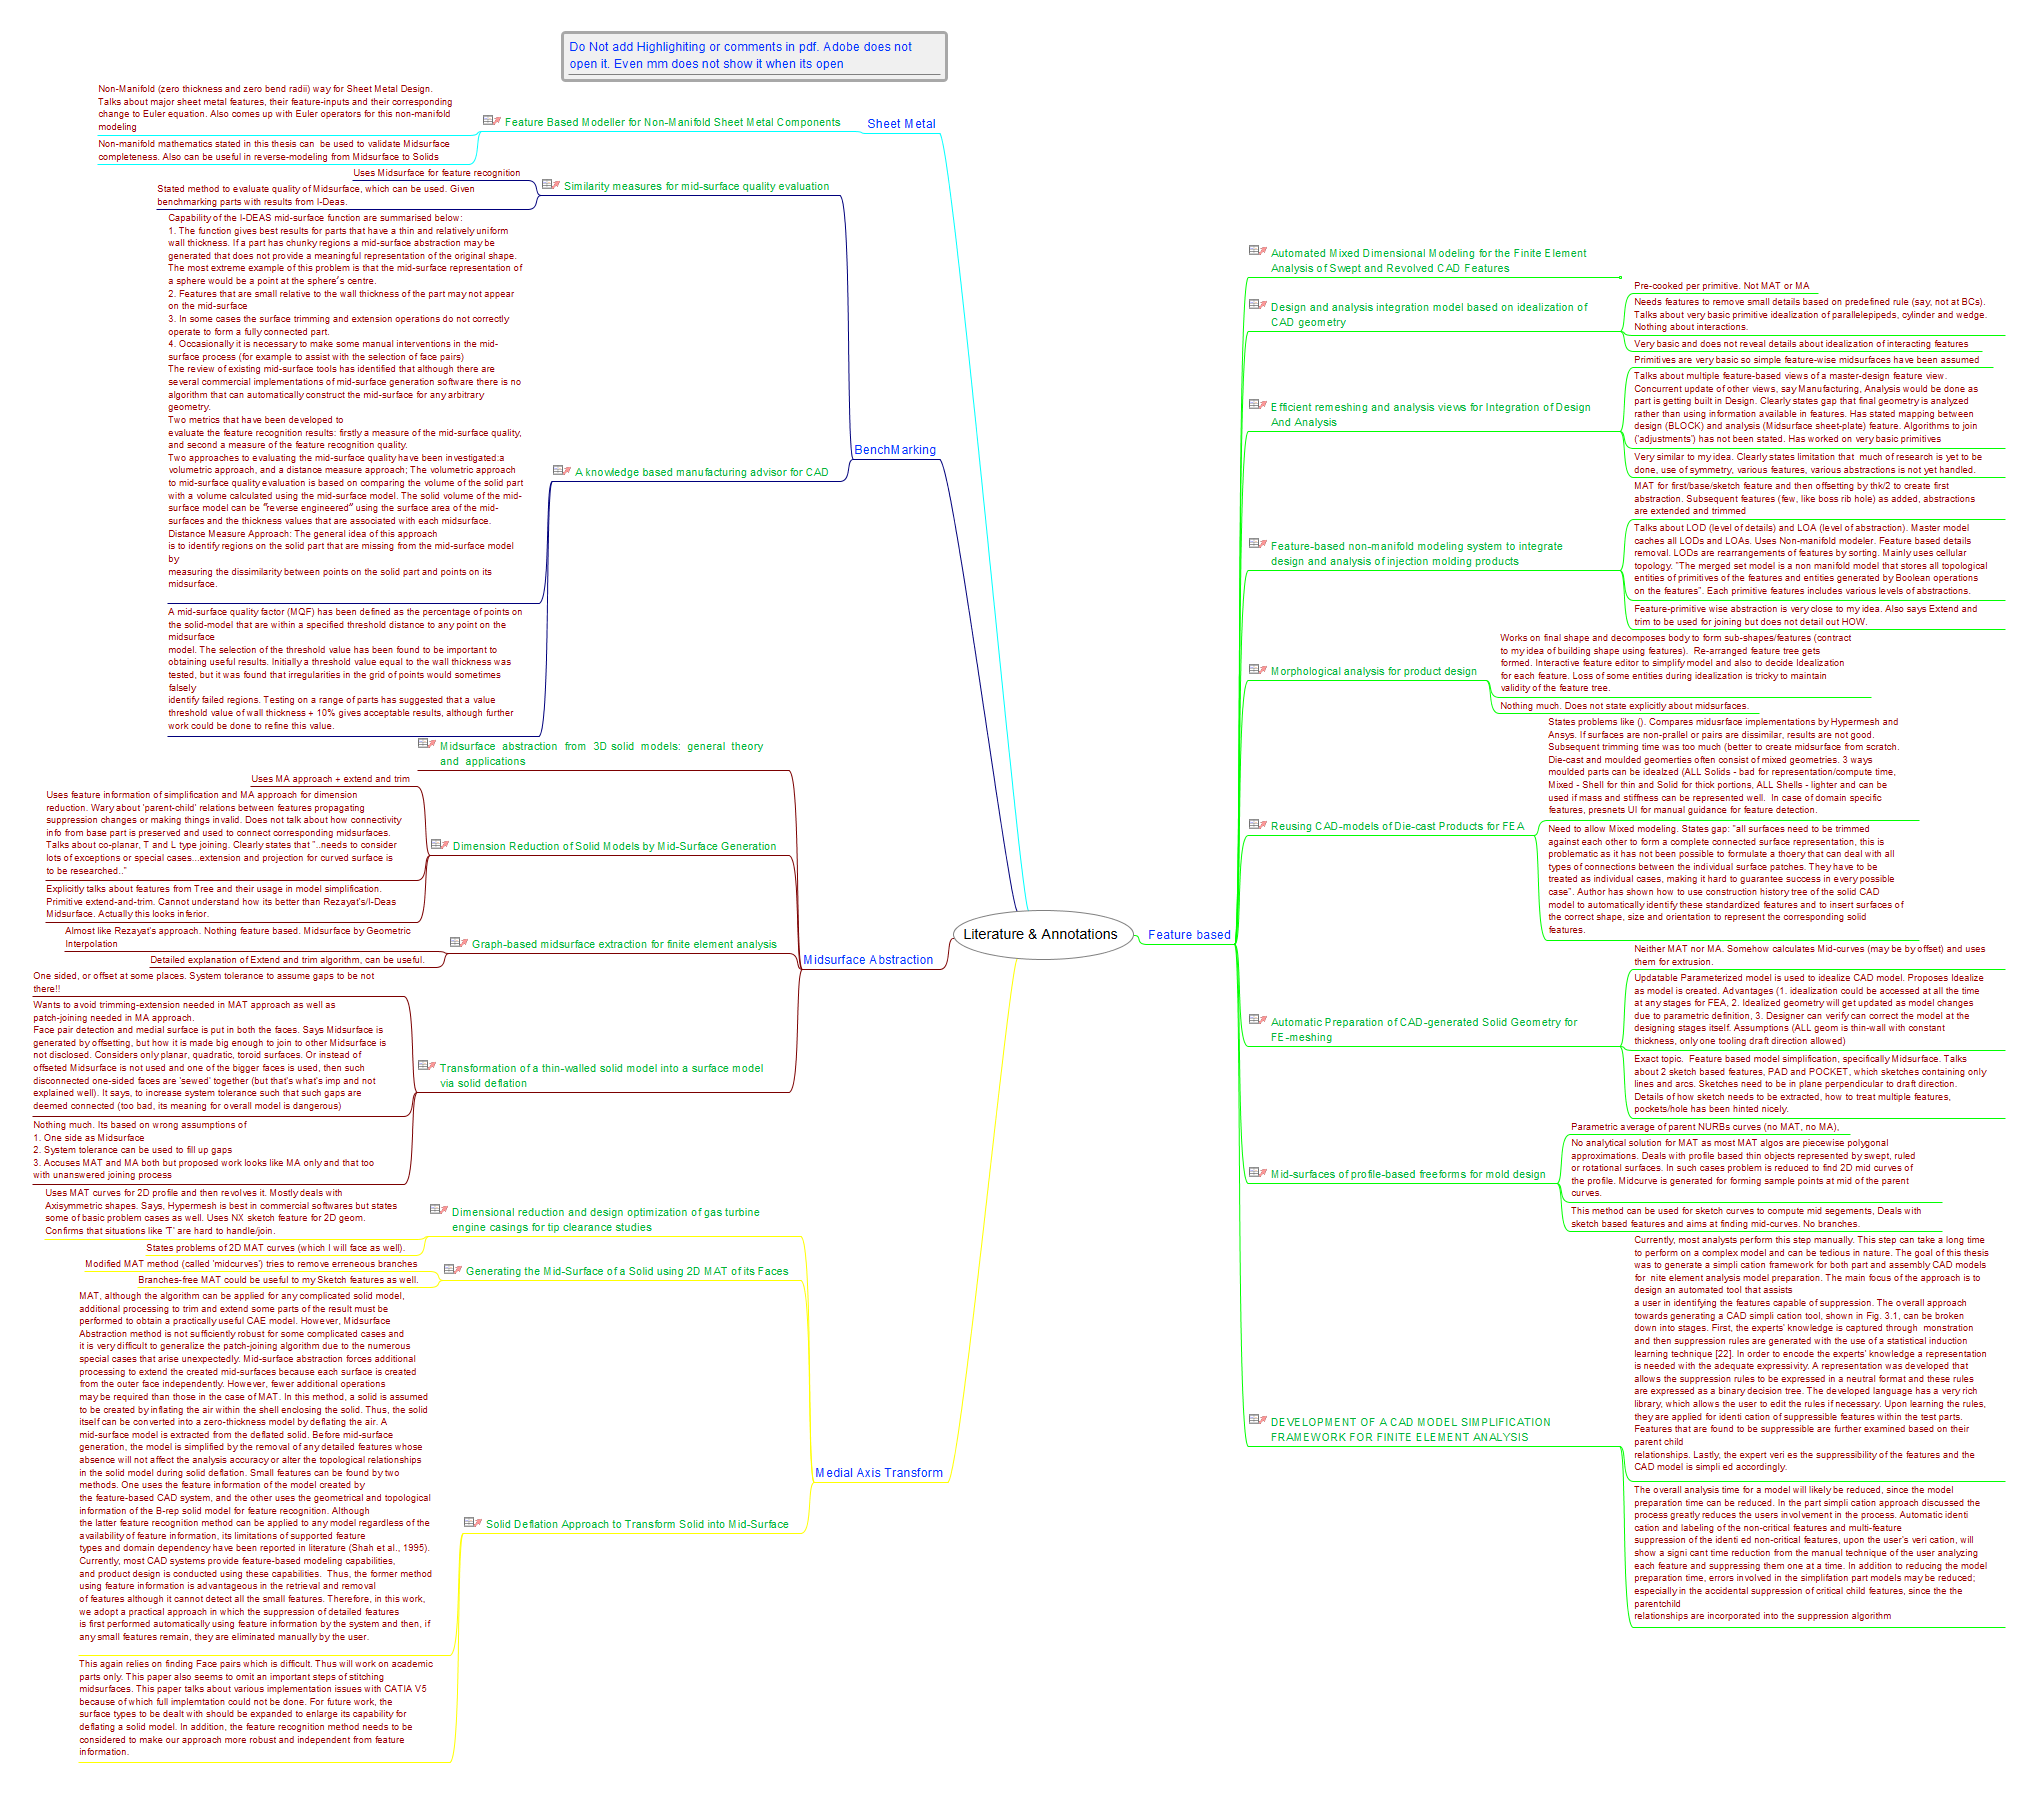 Do Not add Highlighiting or comments in pdf. Adobe does not
open it. Even mm does not show it when its open
Non-Manifold (zero thickness and zero bend radii) way for Sheet Metal Design.
Talks about major sheet metal features, their feature-inputs and their corresponding
change to Euler equation. Also comes up with Euler operators for this non-manifold
modeling
Non-manifold mathematics stated in this thesis can  be used to validate Midsurface
completeness. Also can be useful in reverse-modeling from Midsurface to Solids
Feature Based Modeller for Non-Manifold Sheet Metal Components
Sheet Metal
Uses Midsurface for feature recognition
Stated method to evaluate quality of Midsurface, which can be used. Given
benchmarking parts with results from I-Deas.
Similarity measures for mid-surface quality evaluation
Capability of the I-DEAS mid-surface function are summarised below:
1. The function gives best results for parts that have a thin and relatively uniform
wall thickness. If a part has chunky regions a mid-surface abstraction may be
generated that does not provide a meaningful representation of the original shape.
The most extreme example of this problem is that the mid-surface representation of
a sphere would be a point at the sphere's centre.
2. Features that are small relative to the wall thickness of the part may not appear
on the mid-surface
3. In some cases the surface trimming and extension operations do not correctly
operate to form a fully connected part.
4. Occasionally it is necessary to make some manual interventions in the mid-
surface process (for example to assist with the selection of face pairs)
The review of existing mid-surface tools has identified that although there are
several commercial implementations of mid-surface generation software there is no
algorithm that can automatically construct the mid-surface for any arbitrary
geometry.
Two metrics that have been developed to
evaluate the feature recognition results: firstly a measure of the mid-surface quality,
and second a measure of the feature recognition quality.
Two approaches to evaluating the mid-surface quality have been investigated:a
volumetric approach, and a distance measure approach; The volumetric approach
to mid-surface quality evaluation is based on comparing the volume of the solid part
with a volume calculated using the mid-surface model. The solid volume of the mid-
surface model can be "reverse engineered" using the surface area of the mid-
surfaces and the thickness values that are associated with each midsurface.
Distance Measure Approach: The general idea of this approach
is to identify regions on the solid part that are missing from the mid-surface model
by
measuring the dissimilarity between points on the solid part and points on its
midsurface.
A mid-surface quality factor (MQF) has been defined as the percentage of points on
the solid-model that are within a specified threshold distance to any point on the
midsurface
model. The selection of the threshold value has been found to be important to
obtaining useful results. Initially a threshold value equal to the wall thickness was
tested, but it was found that irregularities in the grid of points would sometimes
falsely
identify failed regions. Testing on a range of parts has suggested that a value
threshold value of wall thickness + 10% gives acceptable results, although further
work could be done to refine this value.
A knowledge based manufacturing advisor for CAD
BenchMarking
Midsurface  abstraction  from  3D solid  models:  general  theory
and  applications
Uses MA approach + extend and trim
Uses feature information of simplification and MA approach for dimension
reduction. Wary about 'parent-child' relations between features propagating
suppression changes or making things invalid. Does not talk about how connectivity
info from base part is preserved and used to connect corresponding midsurfaces.
Talks about co-planar, T and L type joining. Clearly states that "..needs to consider
lots of exceptions or special cases...extension and projection for curved surface is
to be researched.."
Explicitly talks about features from Tree and their usage in model simplification.
Primitive extend-and-trim. Cannot understand how its better than Rezayat's/I-Deas
Midsurface. Actually this looks inferior.
Dimension Reduction of Solid Models by Mid-Surface Generation
Almost like Rezayat's approach. Nothing feature based. Midsurface by Geometric
Interpolation
Detailed explanation of Extend and trim algorithm, can be useful.
Graph-based midsurface extraction for finite element analysis
Midsurface Abstraction
One sided, or offset at some places. System tolerance to assume gaps to be not
there!!
Wants to avoid trimming-extension needed in MAT approach as well as
patch-joining needed in MA approach.
Face pair detection and medial surface is put in both the faces. Says Midsurface is
generated by offsetting, but how it is made big enough to join to other Midsurface is
not disclosed. Considers only planar, quadratic, toroid surfaces. Or instead of
offseted Midsurface is not used and one of the bigger faces is used, then such
disconnected one-sided faces are 'sewed' together (but that's what's imp and not
explained well). It says, to increase system tolerance such that such gaps are
deemed connected (too bad, its meaning for overall model is dangerous)
Nothing much. Its based on wrong assumptions of
1. One side as Midsurface
2. System tolerance can be used to fill up gaps
3. Accuses MAT and MA both but proposed work looks like MA only and that too
with unanswered joining process
Transformation of a thin-walled solid model into a surface model
via solid deflation
Uses MAT curves for 2D profile and then revolves it. Mostly deals with
Axisymmetric shapes. Says, Hypermesh is best in commercial softwares but states
some of basic problem cases as well. Uses NX sketch feature for 2D geom.
Confirms that situations like 'T' are hard to handle/join.
States problems of 2D MAT curves (which I will face as well).
Dimensional reduction and design optimization of gas turbine
engine casings for tip clearance studies
Modified MAT method (called 'midcurves') tries to remove erreneous branches
Branches-free MAT could be useful to my Sketch features as well.
Generating the Mid-Surface of a Solid using 2D MAT of its Faces
MAT, although the algorithm can be applied for any complicated solid model,
additional processing to trim and extend some parts of the result must be
performed to obtain a practically useful CAE model. However, Midsurface
Abstraction method is not sufficiently robust for some complicated cases and
it is very difficult to generalize the patch-joining algorithm due to the numerous
special cases that arise unexpectedly. Mid-surface abstraction forces additional
processing to extend the created mid-surfaces because each surface is created
from the outer face independently. However, fewer additional operations
may be required than those in the case of MAT. In this method, a solid is assumed
to be created by inflating the air within the shell enclosing the solid. Thus, the solid
itself can be converted into a zero-thickness model by deflating the air. A
mid-surface model is extracted from the deflated solid. Before mid-surface
generation, the model is simplified by the removal of any detailed features whose
absence will not affect the analysis accuracy or alter the topological relationships
in the solid model during solid deflation. Small features can be found by two
methods. One uses the feature information of the model created by
the feature-based CAD system, and the other uses the geometrical and topological
information of the B-rep solid model for feature recognition. Although
the latter feature recognition method can be applied to any model regardless of the
availability of feature information, its limitations of supported feature
types and domain dependency have been reported in literature (Shah et al., 1995).
Currently, most CAD systems provide feature-based modeling capabilities,
and product design is conducted using these capabilities.  Thus, the former method
using feature information is advantageous in the retrieval and removal
of features although it cannot detect all the small features. Therefore, in this work,
we adopt a practical approach in which the suppression of detailed features
is first performed automatically using feature information by the system and then, if
any small features remain, they are eliminated manually by the user.
This again relies on finding Face pairs which is difficult. Thus will work on academic
parts only. This paper also seems to omit an important steps of stitching
midsurfaces. This paper talks about various implementation issues with CATIA V5
because of which full implemtation could not be done. For future work, the
surface types to be dealt with should be expanded to enlarge its capability for
deflating a solid model. In addition, the feature recognition method needs to be
considered to make our approach more robust and independent from feature
information.
Solid Deflation Approach to Transform Solid into Mid-Surface
Medial Axis Transform
Literature & Annotations
Feature based
Automated Mixed Dimensional Modeling for the Finite Element
Analysis of Swept and Revolved CAD Features
Design and analysis integration model based on idealization of
CAD geometry
Pre-cooked per primitive. Not MAT or MA
Needs features to remove small details based on predefined rule (say, not at BCs).
Talks about very basic primitive idealization of parallelepipeds, cylinder and wedge.
Nothing about interactions.
Very basic and does not reveal details about idealization of interacting features
Efficient remeshing and analysis views for Integration of Design
And Analysis
Primitives are very basic so simple feature-wise midsurfaces have been assumed
Talks about multiple feature-based views of a master-design feature view.
Concurrent update of other views, say Manufacturing, Analysis would be done as
part is getting built in Design. Clearly states gap that final geometry is analyzed
rather than using information available in features. Has stated mapping between
design (BLOCK) and analysis (Midsurface sheet-plate) feature. Algorithms to join
('adjustments') has not been stated. Has worked on very basic primitives
Very similar to my idea. Clearly states limitation that  much of research is yet to be
done, use of symmetry, various features, various abstractions is not yet handled.
Feature-based non-manifold modeling system to integrate
design and analysis of injection molding products
MAT for first/base/sketch feature and then offsetting by thk/2 to create first
abstraction. Subsequent features (few, like boss rib hole) as added, abstractions
are extended and trimmed
Talks about LOD (level of details) and LOA (level of abstraction). Master model
caches all LODs and LOAs. Uses Non-manifold modeler. Feature based details
removal. LODs are rearrangements of features by sorting. Mainly uses cellular
topology. "The merged set model is a non manifold model that stores all topological
entities of primitives of the features and entities generated by Boolean operations
on the features". Each primitive features includes various levels of abstractions.
Feature-primitive wise abstraction is very close to my idea. Also says Extend and
trim to be used for joining but does not detail out HOW.
Morphological analysis for product design
Works on final shape and decomposes body to form sub-shapes/features (contract
to my idea of building shape using features).  Re-arranged feature tree gets
formed. Interactive feature editor to simplify model and also to decide Idealization
for each feature. Loss of some entities during idealization is tricky to maintain
validity of the feature tree.
Nothing much. Does not state explicitly about midsurfaces.
Reusing CAD-models of Die-cast Products for FEA
States problems like (). Compares midusrface implementations by Hypermesh and
Ansys. If surfaces are non-prallel or pairs are dissimilar, results are not good.
Subsequent trimming time was too much (better to create midsurface from scratch.
Die-cast and moulded geomerties often consist of mixed geometries. 3 ways
moulded parts can be idealzed (ALL Solids - bad for representation/compute time,
Mixed - Shell for thin and Solid for thick portions, ALL Shells - lighter and can be
used if mass and stiffness can be represented well.  In case of domain specific
features, presnets UI for manual guidance for feature detection.
Need to allow Mixed modeling. States gap: "all surfaces need to be trimmed
against each other to form a complete connected surface representation, this is
problematic as it has not been possible to formulate a thoery that can deal with all
types of connections between the individual surface patches. They have to be
treated as individual cases, making it hard to guarantee success in every possible
case". Author has shown how to use construction history tree of the solid CAD
model to automatically identify these standardized features and to insert surfaces of
the correct shape, size and orientation to represent the corresponding solid
features.
Automatic Preparation of CAD-generated Solid Geometry for
FE-meshing
Neither MAT nor MA. Somehow calculates Mid-curves (may be by offset) and uses
them for extrusion.
Updatable Parameterized model is used to idealize CAD model. Proposes Idealize
as model is created. Advantages (1. idealization could be accessed at all the time
at any stages for FEA, 2. Idealized geometry will get updated as model changes
due to parametric definition, 3. Designer can verify can correct the model at the
designing stages itself. Assumptions (ALL geom is thin-wall with constant
thickness, only one tooling draft direction allowed)
Exact topic.  Feature based model simplification, specifically Midsurface. Talks
about 2 sketch based features, PAD and POCKET, which sketches containing only
lines and arcs. Sketches need to be in plane perpendicular to draft direction.
Details of how sketch needs to be extracted, how to treat multiple features,
pockets/hole has been hinted nicely.
Mid-surfaces of profile-based freeforms for mold design
Parametric average of parent NURBs curves (no MAT, no MA),
No analytical solution for MAT as most MAT algos are piecewise polygonal
approximations. Deals with profile based thin objects represented by swept, ruled
or rotational surfaces. In such cases problem is reduced to find 2D mid curves of
the profile. Midcurve is generated for forming sample points at mid of the parent
curves.
This method can be used for sketch curves to compute mid segements, Deals with
sketch based features and aims at finding mid-curves. No branches.
DEVELOPMENT OF A CAD MODEL SIMPLIFICATION
FRAMEWORK FOR FINITE ELEMENT ANALYSIS
Currently, most analysts perform this step manually. This step can take a long time
to perform on a complex model and can be tedious in nature. The goal of this thesis
was to generate a simpli cation framework for both part and assembly CAD models
for  nite element analysis model preparation. The main focus of the approach is to
design an automated tool that assists
a user in identifying the features capable of suppression. The overall approach
towards generating a CAD simpli cation tool, shown in Fig. 3.1, can be broken
down into stages. First, the experts' knowledge is captured through  monstration
and then suppression rules are generated with the use of a statistical induction
learning technique [22]. In order to encode the experts' knowledge a representation
is needed with the adequate expressivity. A representation was developed that
allows the suppression rules to be expressed in a neutral format and these rules
are expressed as a binary decision tree. The developed language has a very rich
library, which allows the user to edit the rules if necessary. Upon learning the rules,
they are applied for identi cation of suppressible features within the test parts.
Features that are found to be suppressible are further examined based on their
parent child
relationships. Lastly, the expert veri es the suppressibility of the features and the
CAD model is simpli ed accordingly.
The overall analysis time for a model will likely be reduced, since the model
preparation time can be reduced. In the part simpli cation approach discussed the
process greatly reduces the users involvement in the process. Automatic identi
cation and labeling of the non-critical features and multi-feature
suppression of the identi ed non-critical features, upon the user's veri cation, will
show a signi cant time reduction from the manual technique of the user analyzing
each feature and suppressing them one at a time. In addition to reducing the model
preparation time, errors involved in the simplifation part models may be reduced;
especially in the accidental suppression of critical child features, since the the
parentchild
relationships are incorporated into the suppression algorithm